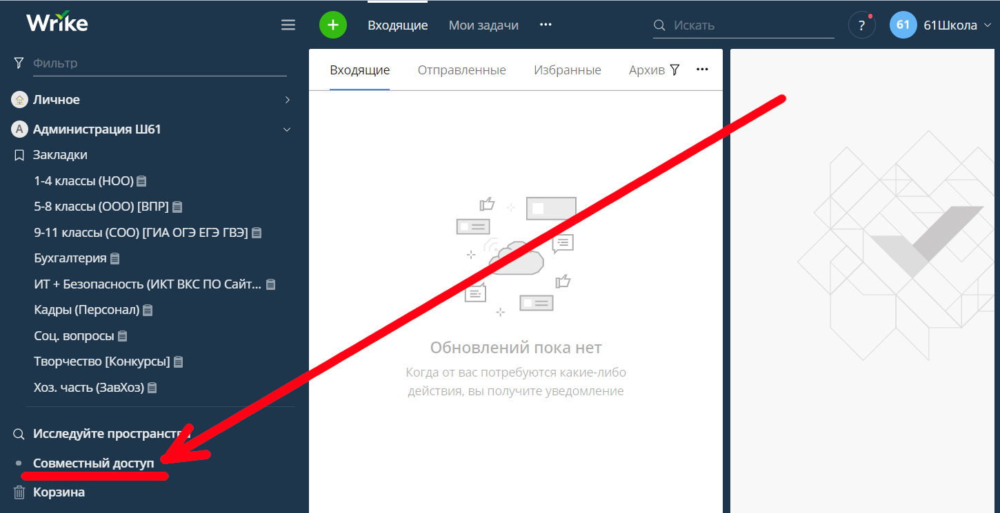 Wrike
Входящие
Мои задачи
Искать
?
61
61Школа
Фильтр
Личное
А Администрация Ш61
Закладки
1-4 классы (НОО)
5-8 классы (ООО) [ВПР]
9-11 классы (СОО) [ГИА ОГЭ ЕГЭ ГВЭ]
Бухгалтерия
ИТ + Безопасность (ИКТ ВКС ПО Сайт...
Кадры (Персонал)
Соц. вопросы
Творчество [Конкурсы]
Хоз. часть (ЗавХоз)
Исследуйте пространства
Совместный доступ
Корзина
Входящие
Отправленные
Избранные
Архив
Обновлений пока нет
Когда от вас потребуются какие-либо
действия, вы получите уведомление